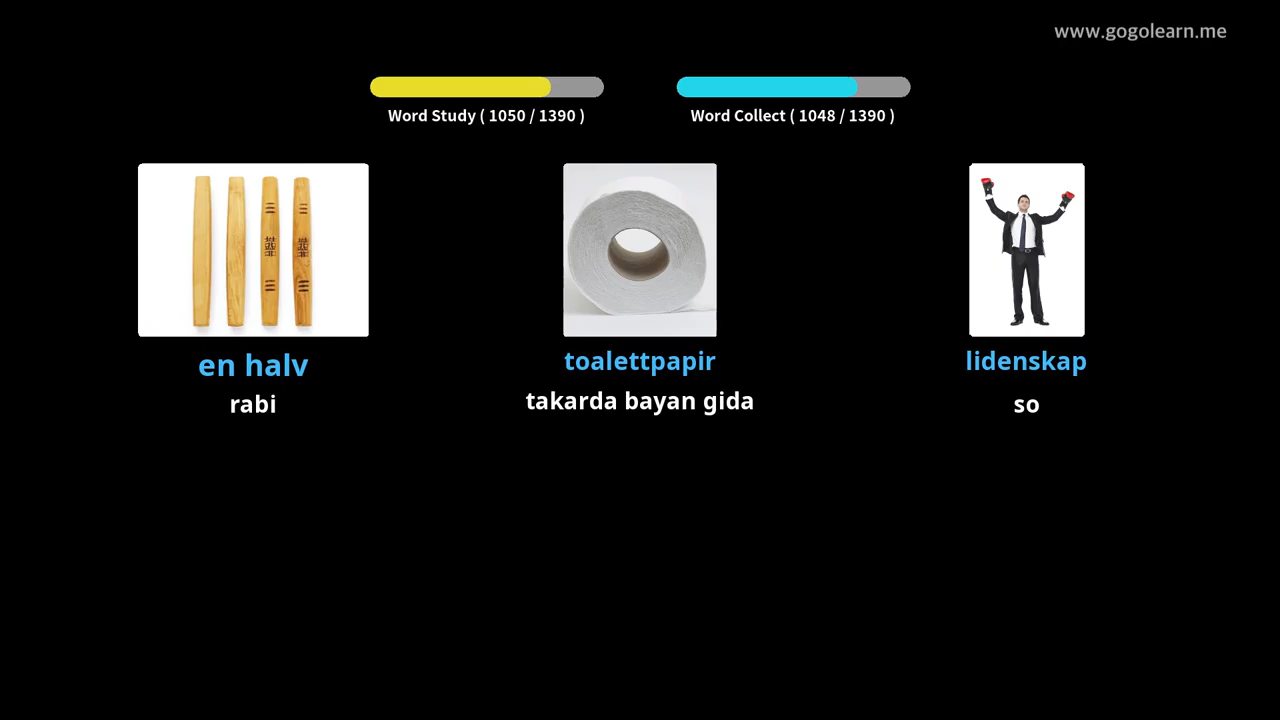 www.gogolearn.me
Word Study ( 1050 / 1390 )
Word Collect ( 1048 / 1390 )
en halv
toalettpapir
lidenskap
rabi
takarda bayan gida
so